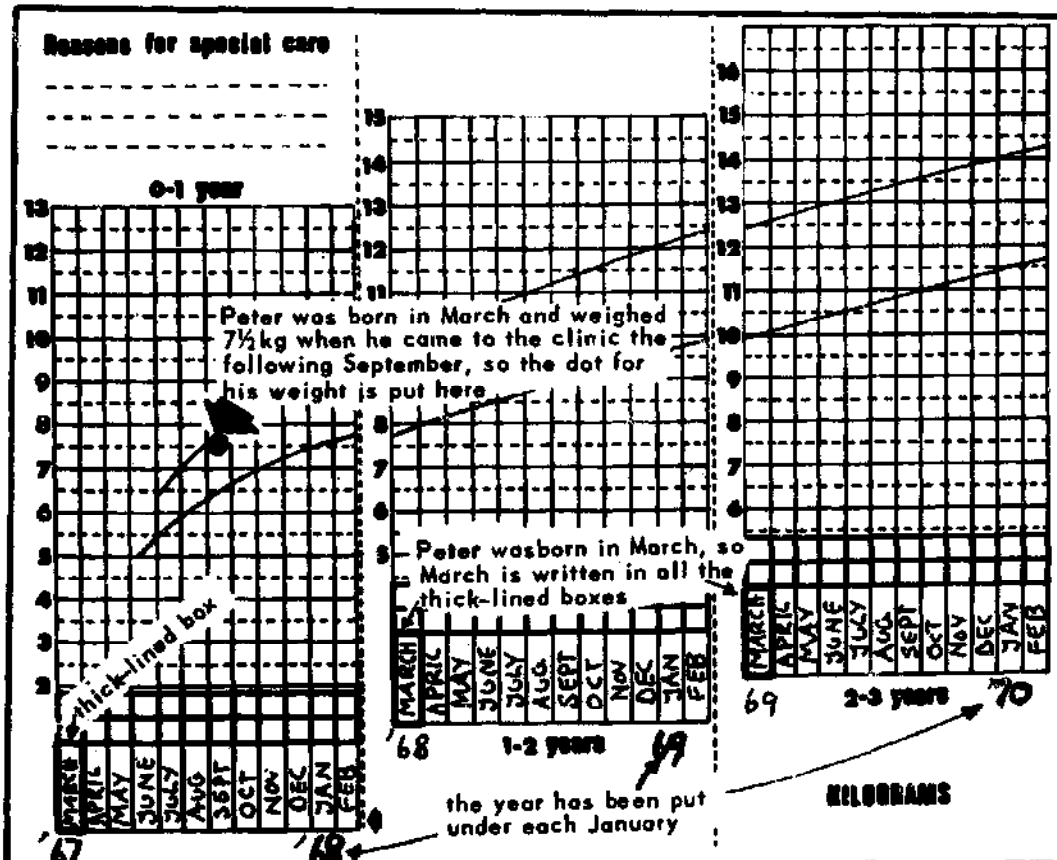 Reasons for special care
0-1 year
13
12
11
10
9
8
7
6
5
4
3
2
thick-lined box
MARCH
APRIL
MAY
JUNE
JULY
AUG
SEPT
OCT
NOV
DEC
JAN
FEB
'67
'68
15
14
13
12
11
Peter was born in March and weighed
7½ kg when he came to the clinic the
following September, so the dot for
his weight is put here
8
7
6
5
Peter wasborn in March, so
March is written in all the
thick-lined boxes
MARCH
APRIL
MAY
JUNE
JULY
AUG.
SEPT
OCT
NOV
DEC
JAN
FEB
'68
1-2 years
69
16
15
14
13
12
11
10
9
8
7
6
MARCH
APRIL
MAY
JUNE
JULY
AUG
SEPT
OCT
NOV
DEC
JAN
FEB
69
2-3 years
'70
the year has been put
under each January
KILOGRAMS